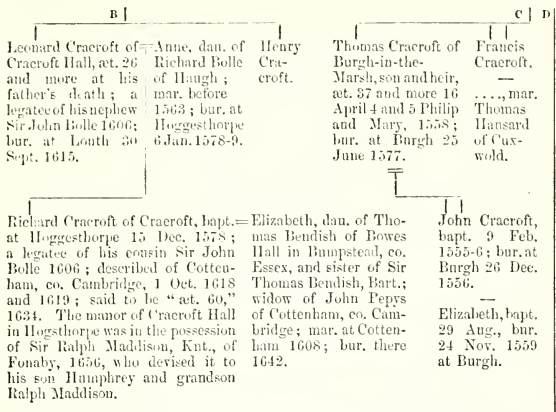 B
C
D
Leonard Cracroft of
Cracroft Hall, æt. 26
and more at his
father's death; a
legatee of his nephew
Sir John Bolle 1606;
bur. at Louth 30
Sept. 1615.
Anne, dau. of
Richard Bolle
of Haugh;
mar. before
1563; bur. at
Hoggesthorpe
6 Jan. 1578-9.
Henry
Cra-
croft.
Thomas Cracroft of
Burgh-in-the-
Marsh, son and heir,
æt. 37 and more 16
April 4 and 5 Philip
and Mary, 1558;
bur. at Burgh 25
June 1577.
Francis
Cracroft.
—
...., mar.
Thomas
Hansard
of Cux-
wold.
Richard Cracroft of Cracroft, bapt.
at Hoggesthorpe 15 Dec. 1578;
a legatee of his cousin Sir John
Bolle 1606; described of Cotten-
ham, co. Cambridge, 1 Oct. 1618
and 1619; said to be "æt. 60,"
1634. The manor of Cracroft Hall
in Hogsthorpe was in the possession
of Sir Ralph Maddison, Knt., of
Fonaby, 1656, who devised it to
his son Humphrey and grandson
Ralph Maddison.
=
Elizabeth, dau. of Tho-
mas Bendish of Bowes
Hall in Bumpstead, co.
Essex, and sister of Sir
Thomas Bendish, Bart.;
widow of John Pepys
of Cottenham, co. Cam-
bridge; mar. at Cotten-
ham 1608; bur. there
1642.
John Cracroft,
bapt. 9 Feb.
1555-6; bur. at
Burgh 26 Dec.
1556.
—
Elizabeth, bapt.
29 Aug., bur.
24 Nov. 1559
at Burgh.